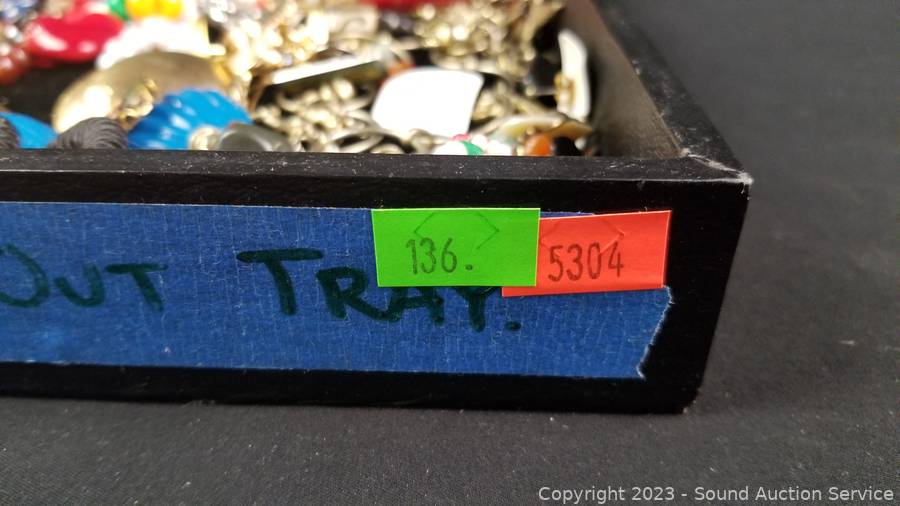 OUT TRAY.
136.
5304
Copyright 2023 - Sound Auction Service